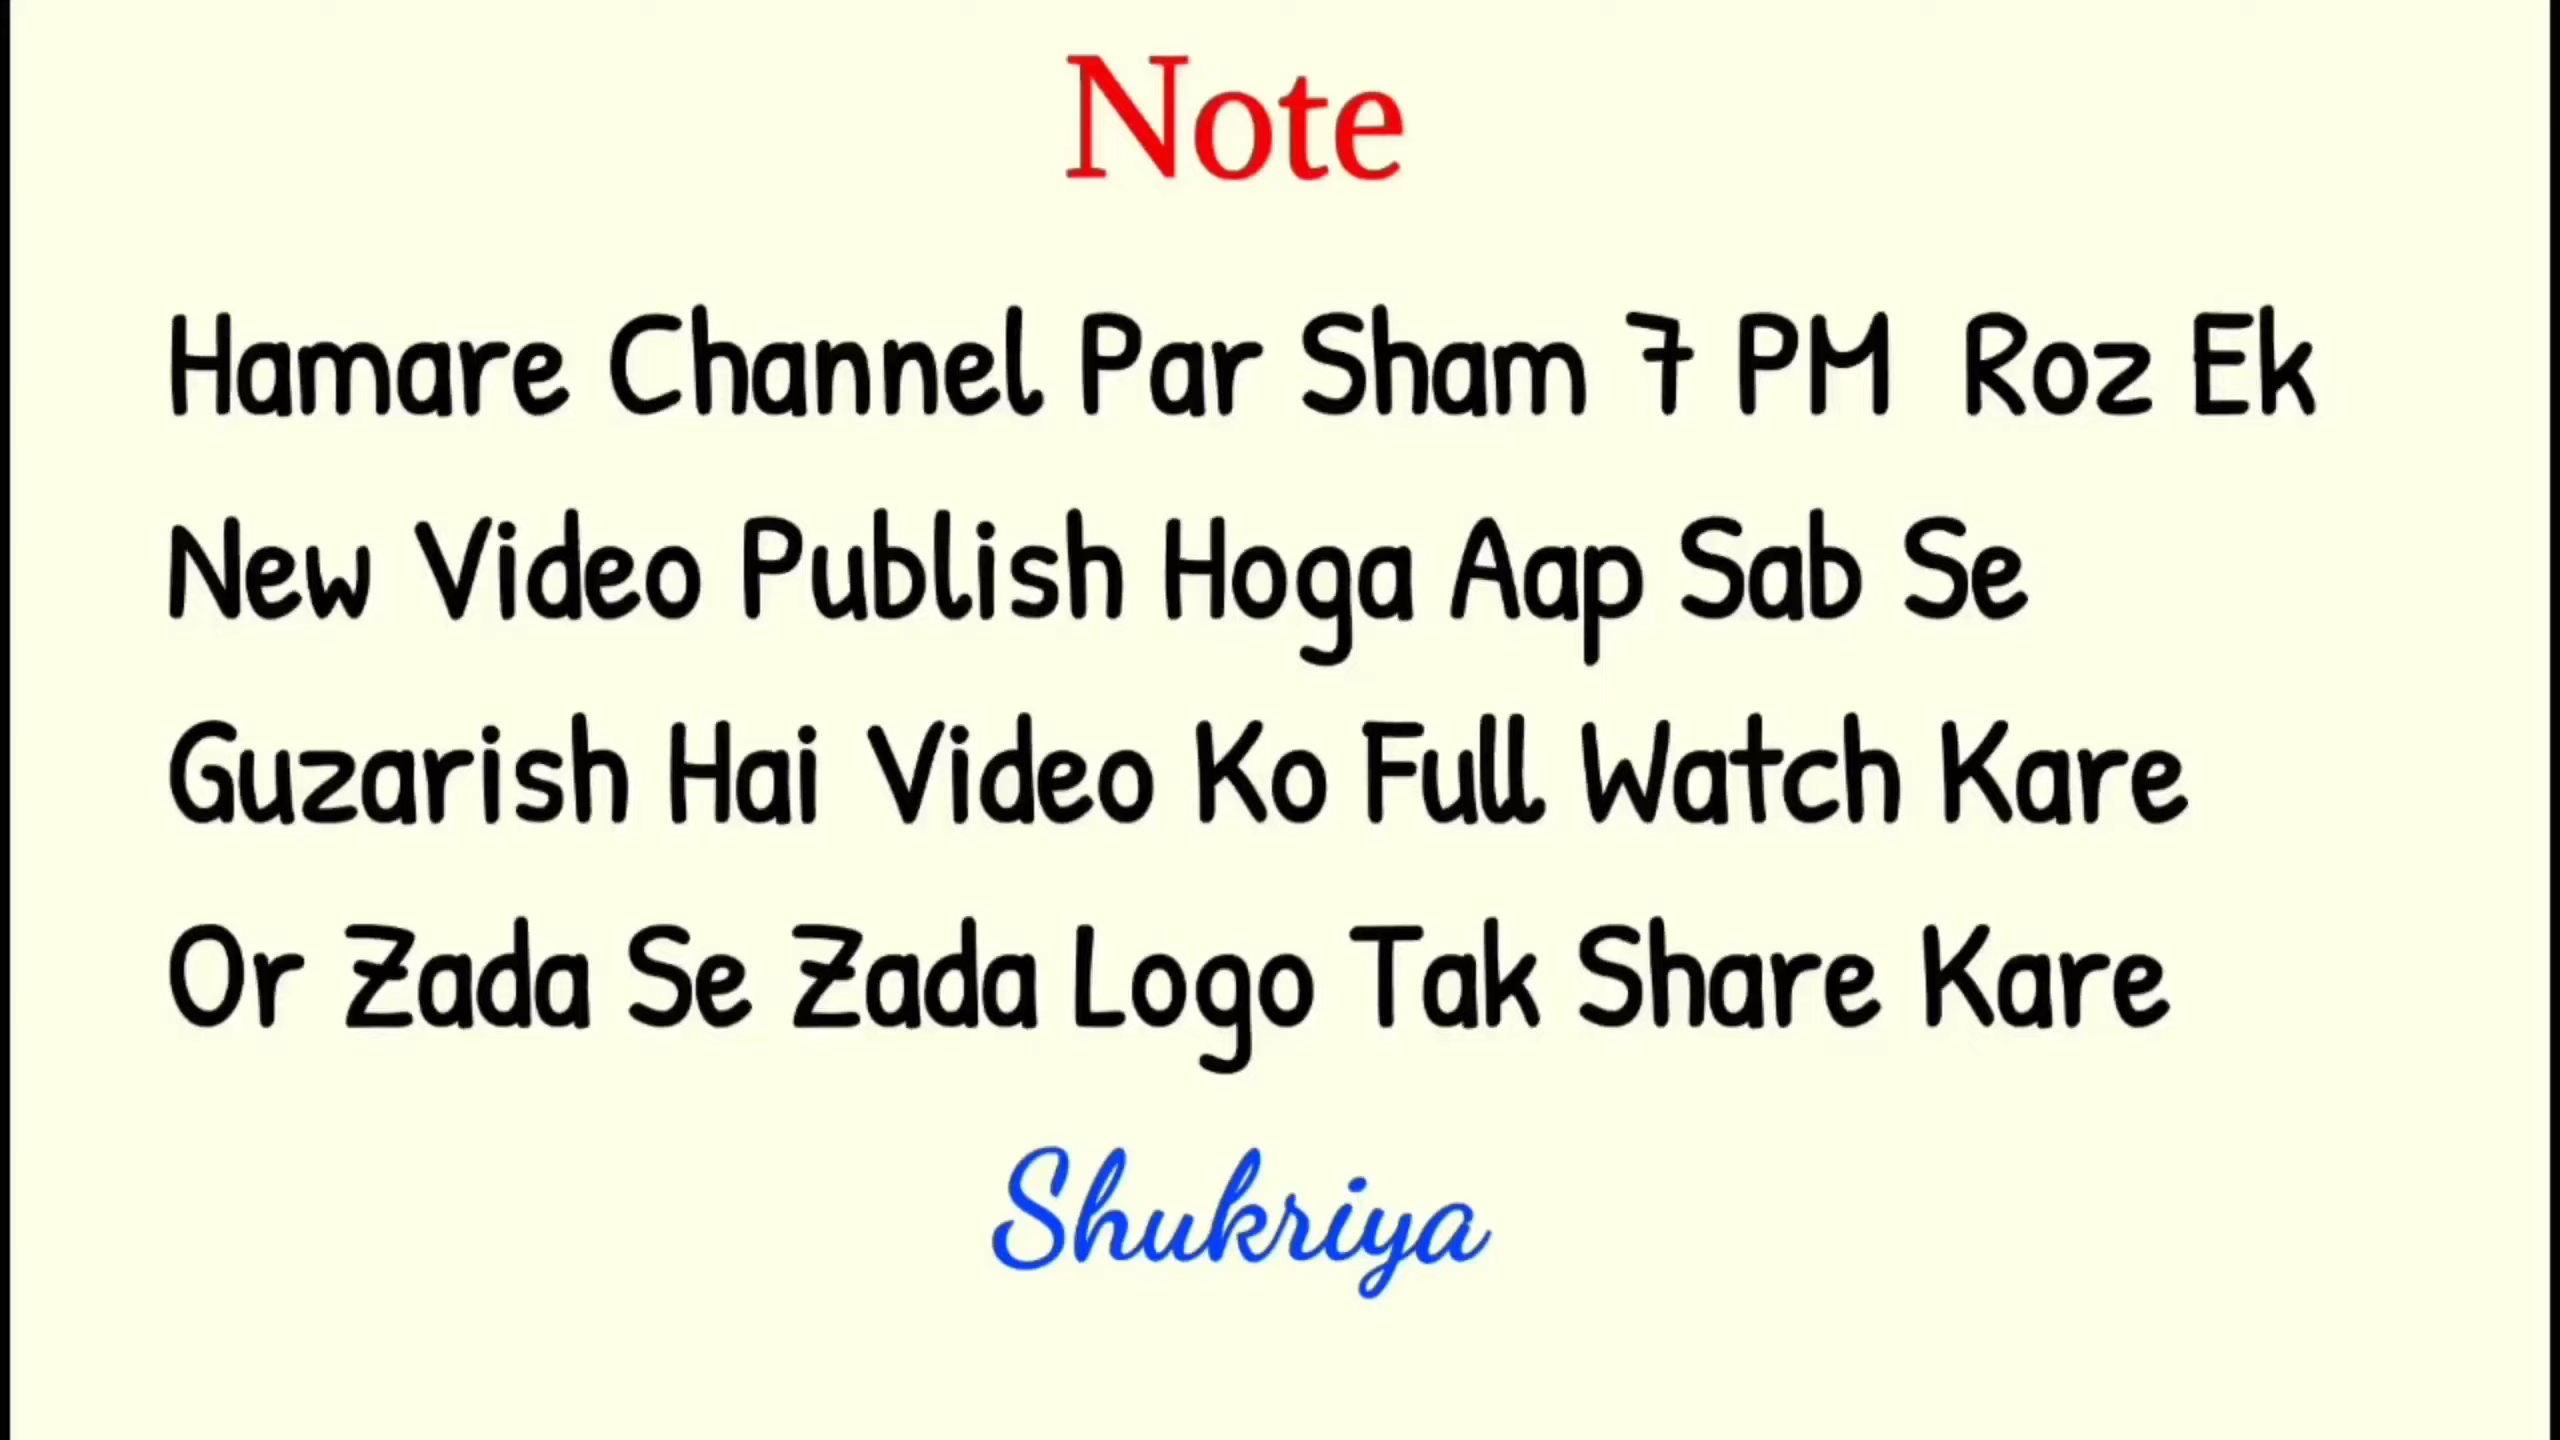 Note
Hamare Channel Par Sham 7 PM Roz Ek
New Video Publish Hoga Aap Sab Se
Guzarish Hai Video Ko Full Watch Kare
Or Zada Se Zada Logo Tak Share Kare
Shukriya